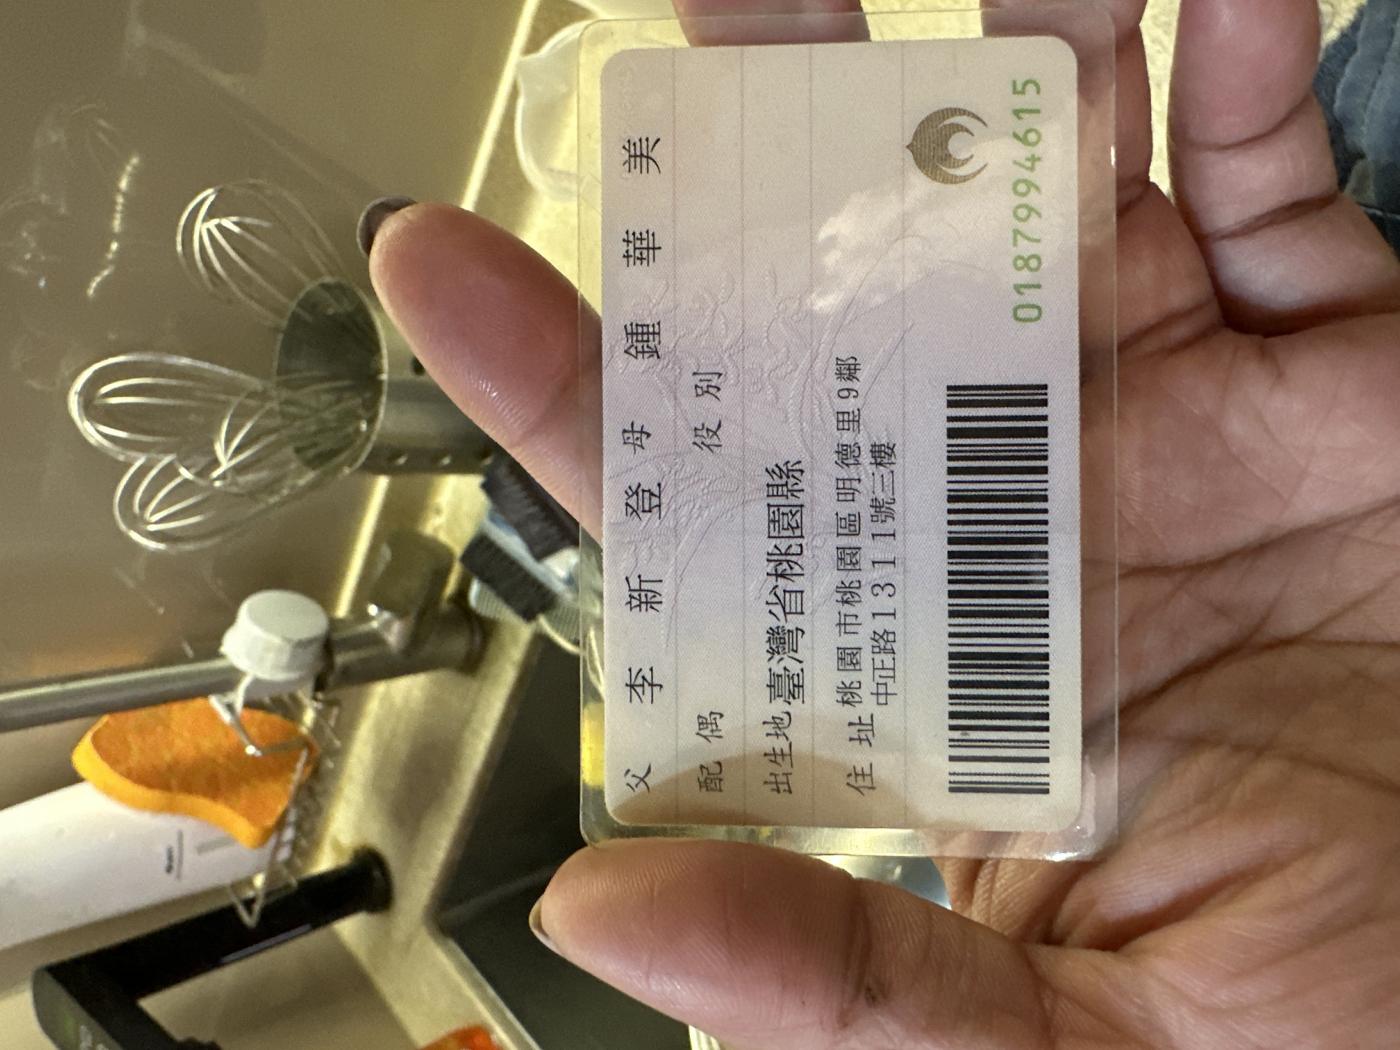 父 李新登 母 鍾華美
配偶 役別
出生地 臺灣省桃園縣
住址 桃園市桃園區明德里9鄰
中正路1311號三樓
0187994615